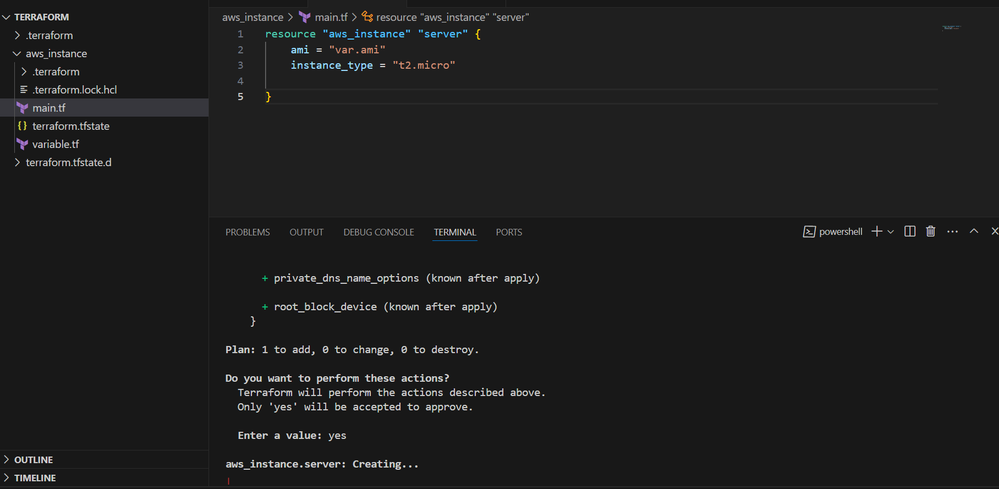 TERRAFORM
.terraform
aws_instance
.terraform
.terraform.lock.hcl
main.tf
{} terraform.tfstate
variable.tf
terraform.tfstate.d
OUTLINE
TIMELINE
aws_instance > main.tf > resource "aws_instance" "server"
1 resource "aws_instance" "server" {
2 ami = "var.ami"
3 instance_type = "t2.micro"
4
5 }
PROBLEMS OUTPUT DEBUG CONSOLE TERMINAL PORTS powershell
+ private_dns_name_options (known after apply)
+ root_block_device (known after apply)
}
Plan: 1 to add, 0 to change, 0 to destroy.
Do you want to perform these actions?
Terraform will perform the actions described above.
Only 'yes' will be accepted to approve.
Enter a value: yes
aws_instance.server: Creating...